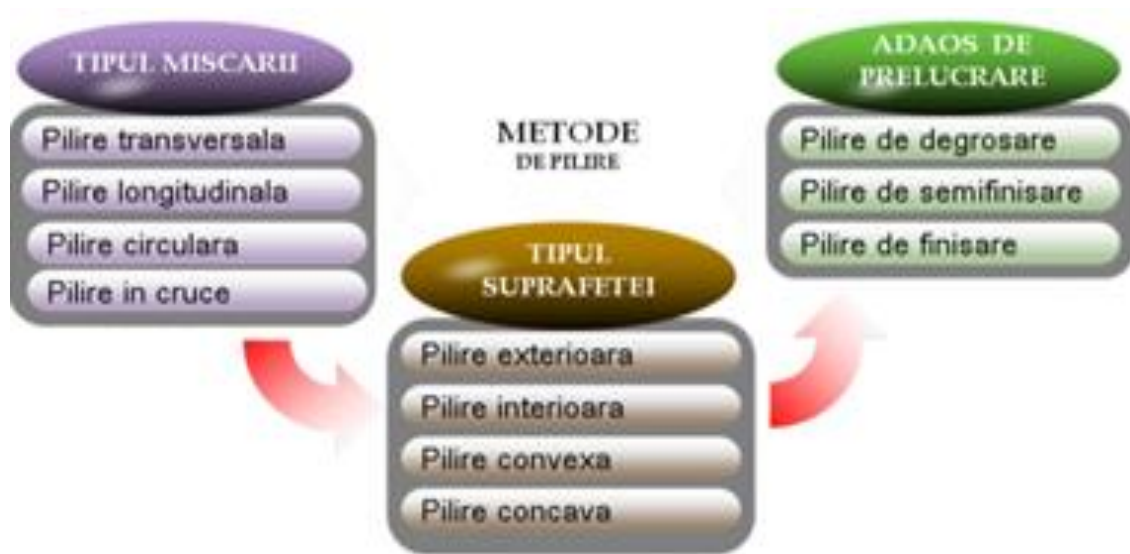 TIPUL MISCARII
Pilire transversala
Pilire longitudinala
Pilire circulara
Pilire in cruce
METODE
DE PILIRE
TIPUL
SUPRAFETEI
Pilire exterioara
Pilire interioara
Pilire convexa
Pilire concava
ADAOS DE
PRELUCRARE
Pilire de degrosare
Pilire de semifinisare
Pilire de finisare